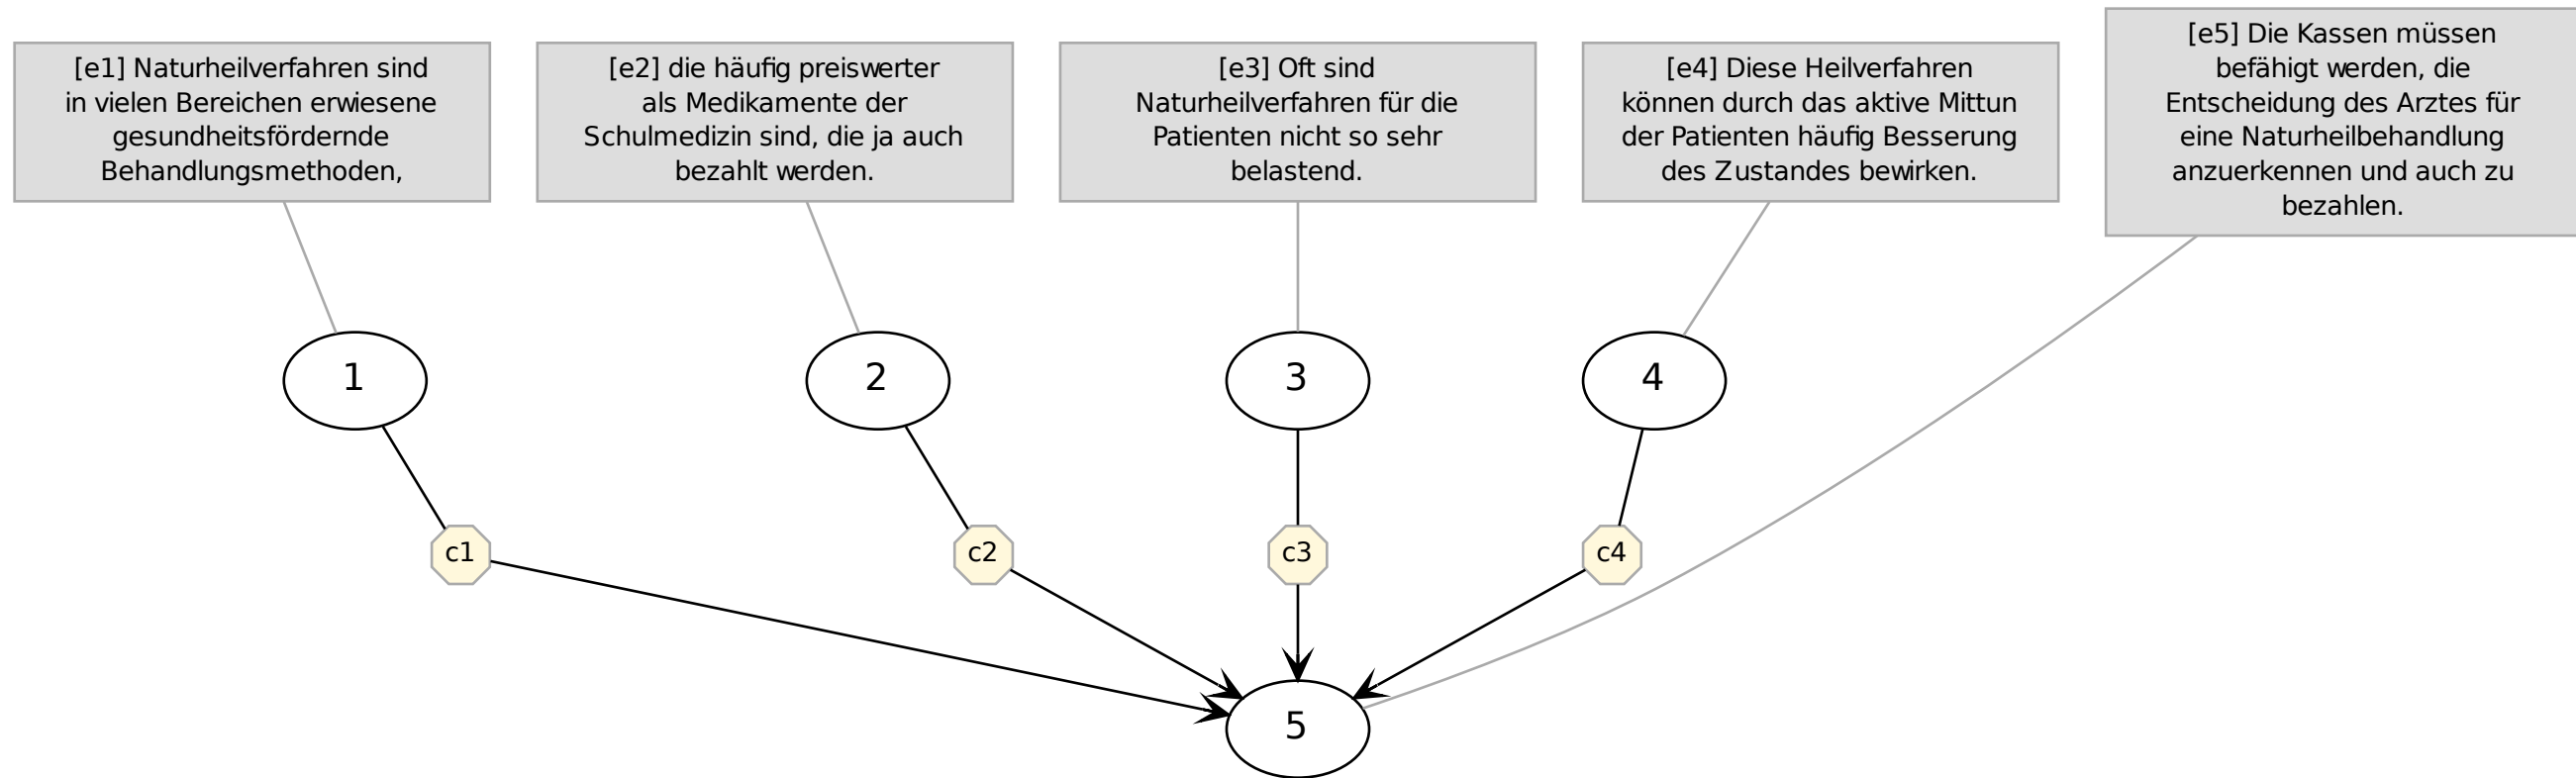 [e1] Naturheilverfahren sind
in vielen Bereichen erwiesene
gesundheitsfördernde
Behandlungsmethoden,
[e2] die häufig preiswerter
als Medikamente der
Schulmedizin sind, die ja auch
bezahlt werden.
[e3] Oft sind
Naturheilverfahren für die
Patienten nicht so sehr
belastend.
[e4] Diese Heilverfahren
können durch das aktive Mittun
der Patienten häufig Besserung
des Zustandes bewirken.
[e5] Die Kassen müssen
befähigt werden, die
Entscheidung des Arztes für
eine Naturheilbehandlung
anzuerkennen und auch zu
bezahlen.
1
2
3
4
c1
c2
c3
c4
5